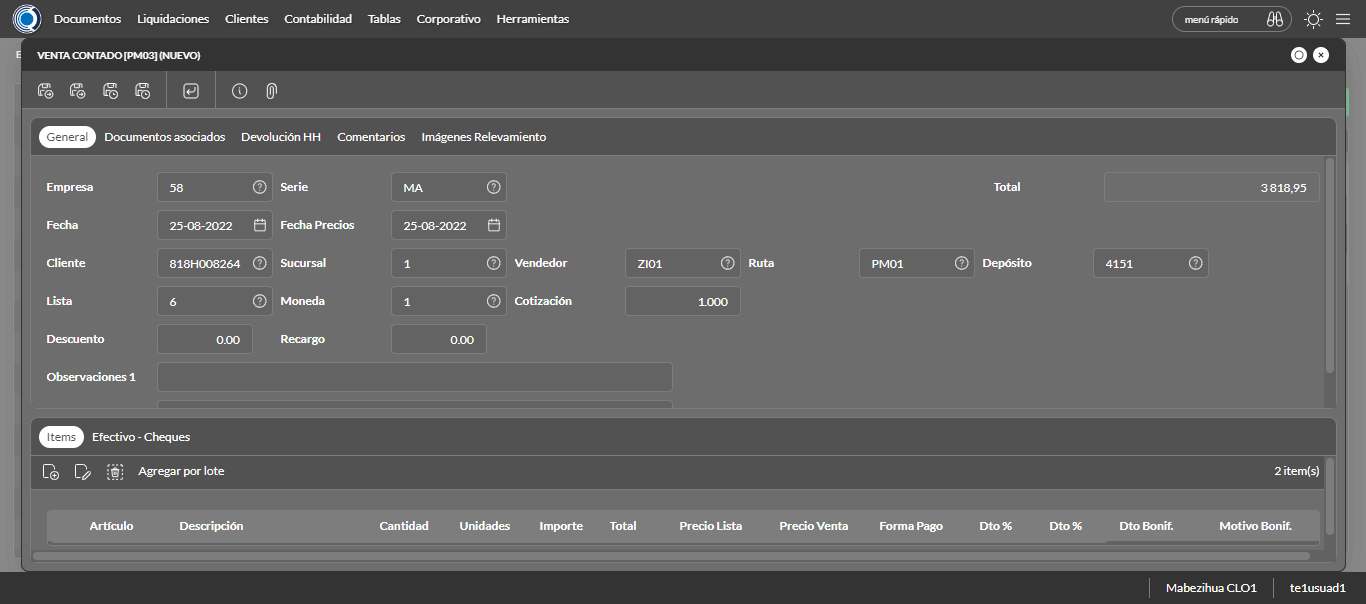 Documentos Liquidaciones Clientes Contabilidad Tablas Corporativo Herramientas menú rápido
VENTA CONTADO [PM03] (NUEVO)
General Documentos asociados Devolución HH Comentarios Imágenes Relevamiento
Empresa 58 Serie MA Total 3 818,95
Fecha 25-08-2022 Fecha Precios 25-08-2022
Cliente 818H008264 Sucursal 1 Vendedor ZI01 Ruta PM01 Depósito 4151
Lista 6 Moneda 1 Cotización 1.000
Descuento 0.00 Recargo 0.00
Observaciones 1
Items Efectivo - Cheques
Agregar por lote 2 item(s)
Artículo Descripción Cantidad Unidades Importe Total Precio Lista Precio Venta Forma Pago Dto % Dto % Dto Bonif. Motivo Bonif.
Mabezihua CLO1 te1usuad1